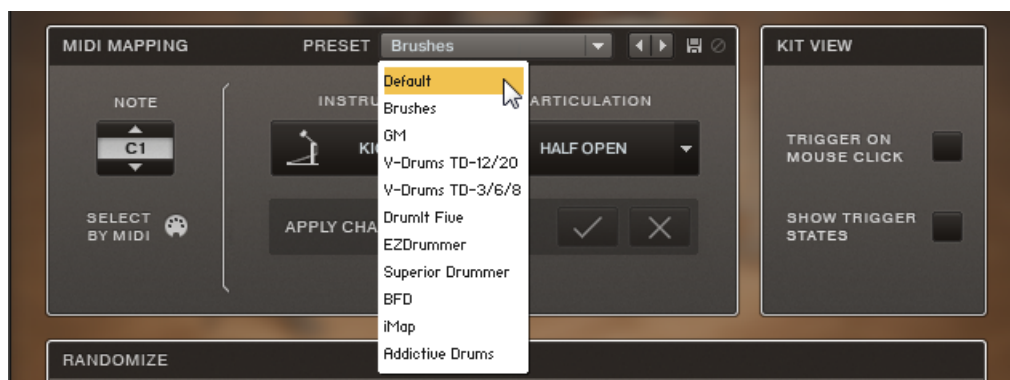 MIDI MAPPING
PRESET Brushes
KIT VIEW
Default
Brushes
GM
V-Drums TD-12/20
V-Drums TD-3/6/8
DrumIt Five
EZDrummer
Superior Drummer
BFD
iMap
Addictive Drums
NOTE
C1
SELECT
BY MIDI
INSTRU
ARTICULATION
HALF OPEN
APPLY CHA
TRIGGER ON
MOUSE CLICK
SHOW TRIGGER
STATES
RANDOMIZE